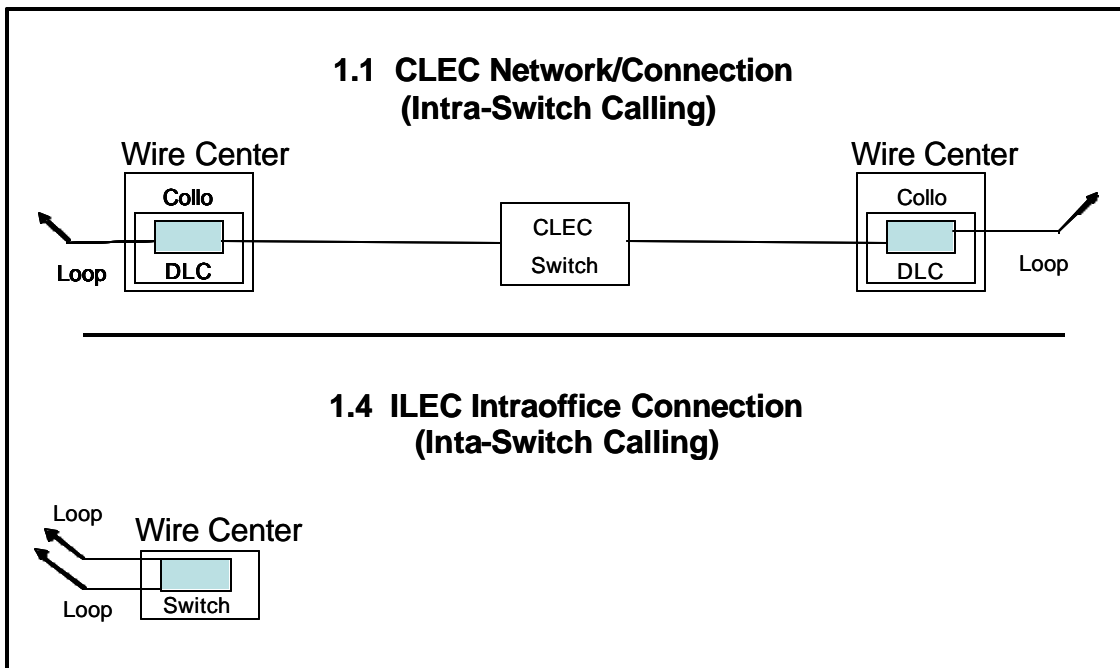 1.1 CLEC Network/Connection
(Intra-Switch Calling)
Wire Center
Wire Center
Collo
DLC
Loop
CLEC
Switch
Collo
DLC
Loop
1.4 ILEC Intraoffice Connection
(Inta-Switch Calling)
Loop
Wire Center
Loop
Switch